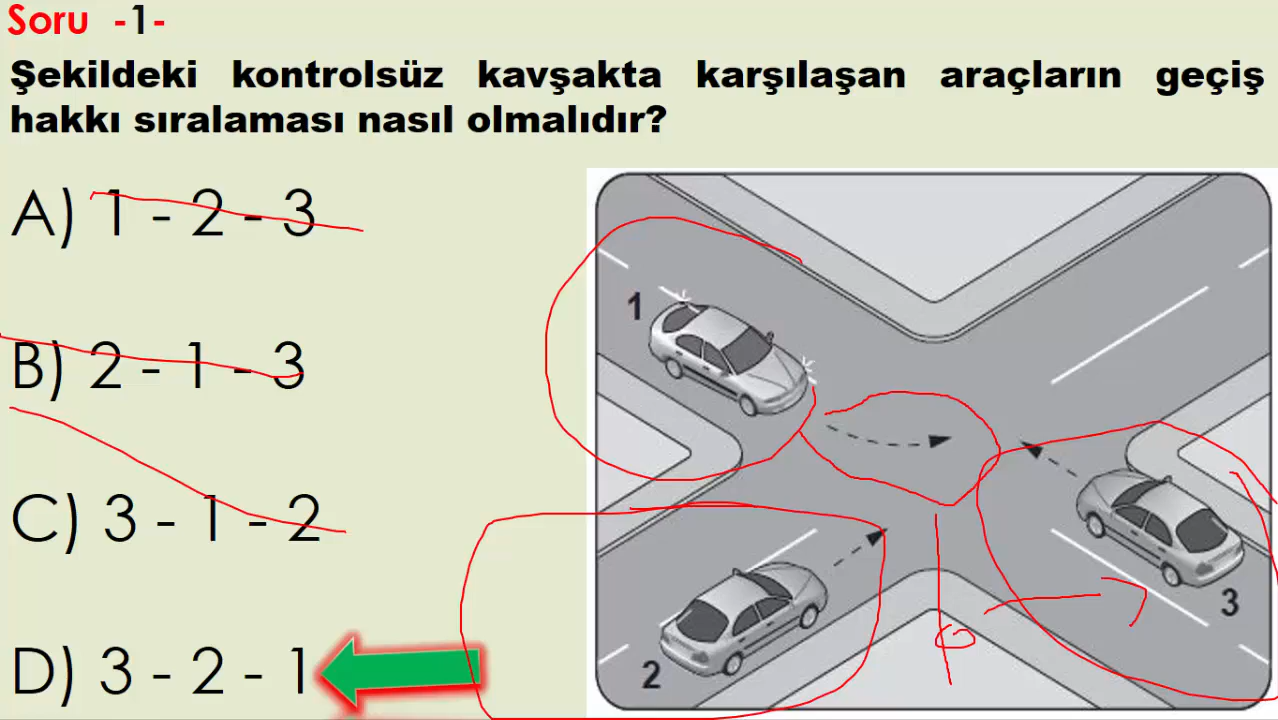 Soru -1-
Şekildeki kontrolsüz kavşakta karşılaşan araçların geçiş
hakkı sıralaması nasıl olmalıdır?
A) 1 - 2 - 3
B) 2 - 1 - 3
C) 3 - 1 - 2
D) 3 - 2 - 1
1
2
3